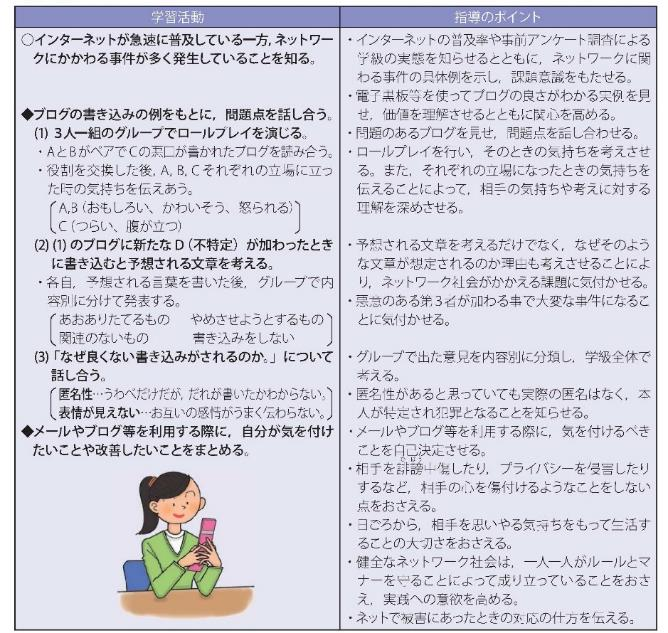 学習活動
○インターネットが急速に普及している一方，ネットワー
クにかかわる事件が多く発生していることを知る。
◆ブログの書き込みの例をもとに，問題点を話し合う。
(1) 3人一組のグループでロールプレイを演じる。
・AとBがペアでCの悪口が書かれたブログを読み合う。
・役割を交換した後，A，B，Cそれぞれの立場に立っ
た時の気持ちを伝えあう。
A,B（おもしろい、かわいそう、怒られる）
C（つらい、腹が立つ）
(2) (1) のブログに新たなD（不特定）が加わったとき
に書き込むと予想される文章を考える。
・各自，予想される言葉を書いた後，グループで内
容別に分けて発表する。
あおありたてるもの　やめさせようとするもの
関連のないもの　書き込みをしない
(3)「なぜ良くない書き込みがされるのか。」について
話し合う。
匿名性…うわべだけだが，だれが書いたかわからない。
表情が見えない…お互いの感情がうまく伝わらない。
◆メールやブログ等を利用する際に，自分が気を付け
たいことや改善したいことをまとめる。
指導のポイント
・インターネットの普及率や事前アンケート調査による
学級の実態を知らせるとともに，ネットワークに関
わる事件の具体例を示し，課題意識をもたせる。
・電子黒板等を使ってブログの良さがわかる実例を見
せ，価値を理解させるとともに関心を高める。
・問題のあるブログを見せ，問題点を話し合わせる。
・ロールプレイを行い，そのときの気持ちを考えさせ
る。また，それぞれの立場になったときの気持ちを
伝えることによって，相手の気持ちや考えに対する
理解を深めさせる。
・予想される文章を考えるだけでなく，なぜそのよう
な文章が想定されるのか理由も考えさせることによ
り，ネットワーク社会がかかえる課題に気付かせる。
・悪意のある第3者が加わる事で大変な事件になるこ
とに気付かせる。
・グループで出た意見を内容別に分類し，学級全体で
考える。
・匿名性があると思っていても実際の匿名はなく，本
人が特定され犯罪となることを知らせる。
・メールやブログ等を利用する際に，気を付けるべき
ことを自己決定させる。
・相手を誹謗中傷したり，プライバシーを侵害したり
するなど，相手の心を傷付けるようなことをしない
点をおさえる。
・日ごろから，相手を思いやる気持ちをもって生活す
ることの大切さをおさえる。
・健全なネットワーク社会は，一人一人がルールとマ
ナーを守ることによって成り立っていることをおさ
え，実践への意欲を高める。
・ネットで被害にあったときの対応の仕方を伝える。